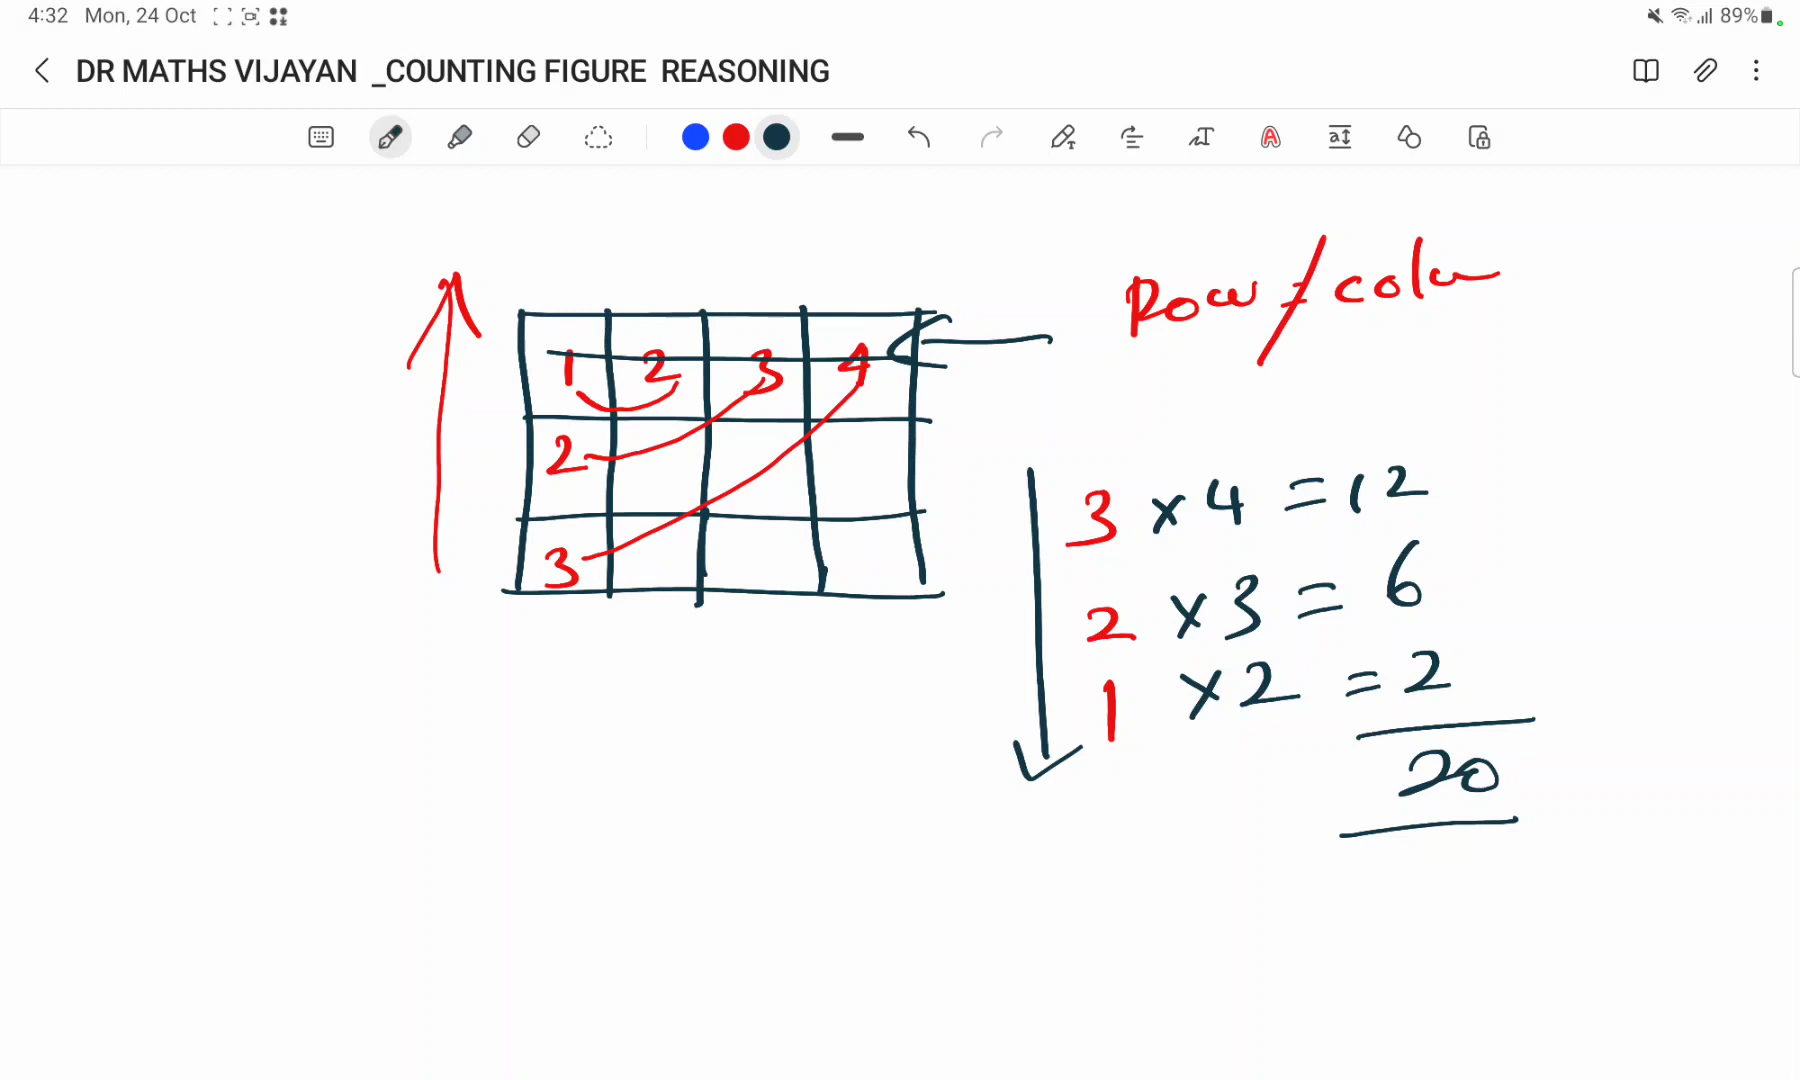 4:32 Mon, 24 Oct
89%
DR MATHS VIJAYAN _COUNTING FIGURE REASONING
Row ≠ colu
1 2 3 4
2
3
3 × 4 = 12
2 × 3 = 6
1 × 2 = 2
20